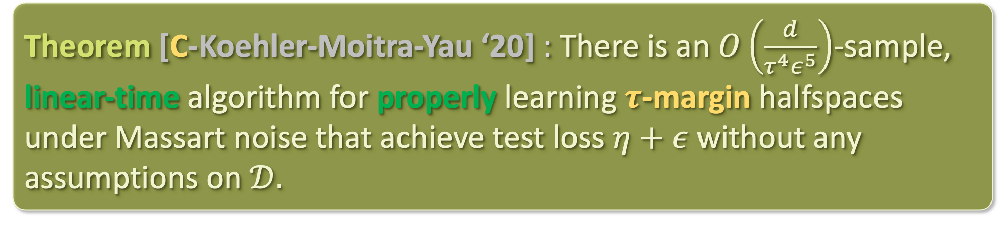 Theorem [C-Koehler-Moitra-Yau ‘20] : There is an $O\left(\frac{d}{\tau^4 \epsilon^5}\right)$-sample,
linear-time algorithm for properly learning $\tau$-margin halfspaces
under Massart noise that achieve test loss $\eta + \epsilon$ without any
assumptions on $\mathcal{D}$.